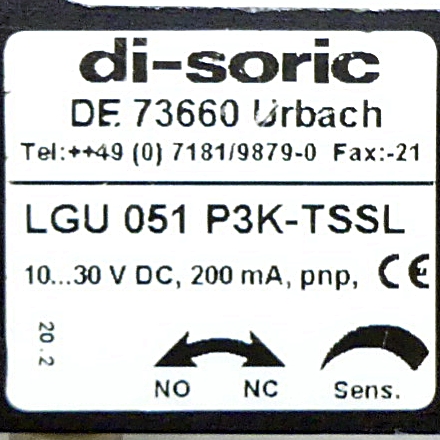 di-soric
DE 73660 Urbach
Tel:++49 (0) 7181/9879-0 Fax:-21
LGU 051 P3K-TSSL
10...30 V DC, 200 mA, pnp, CE
20.2
NO NC Sens.